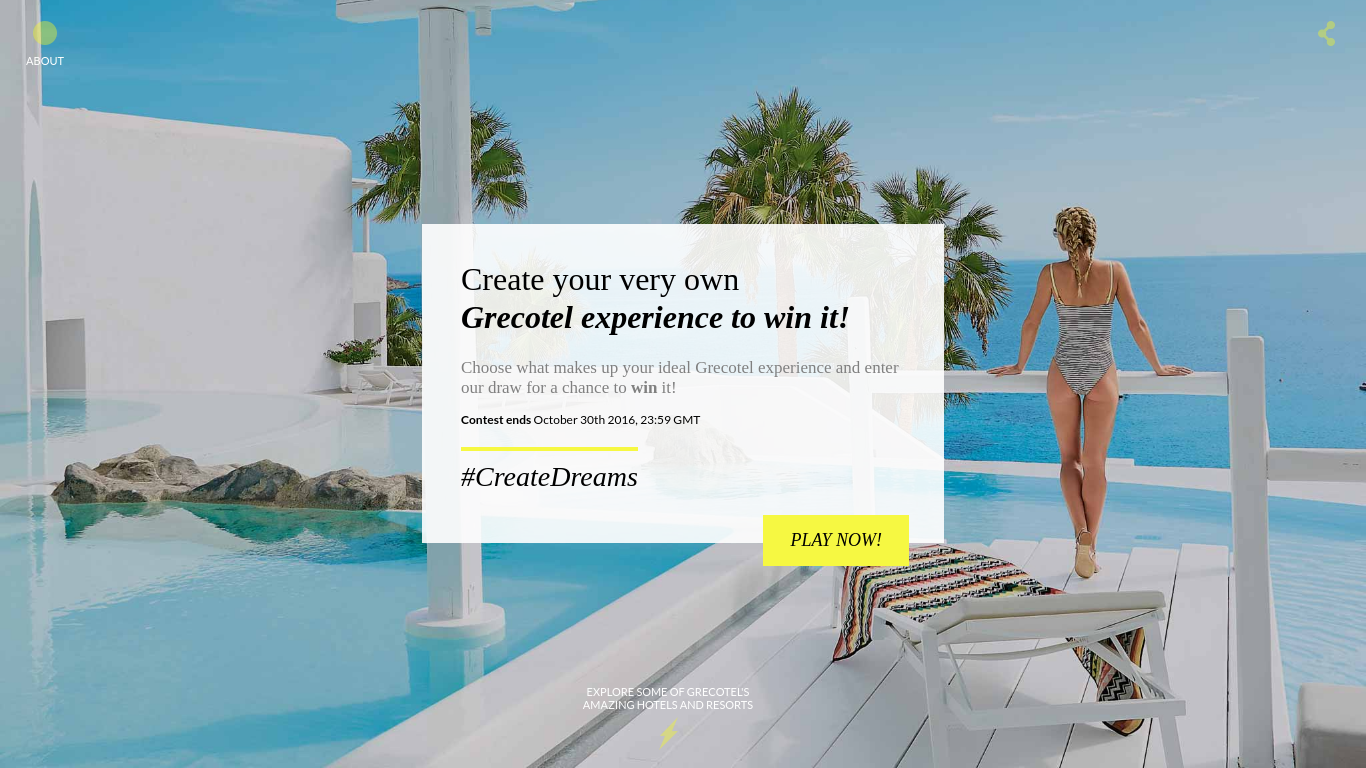 ABOUT
Create your very own
Grecotel experience to win it!
Choose what makes up your ideal Grecotel experience and enter
our draw for a chance to win it!
Contest ends October 30th 2016, 23:59 GMT
#CreateDreams
PLAY NOW!
EXPLORE SOME OF GRECOTEL'S
AMAZING HOTELS AND RESORTS